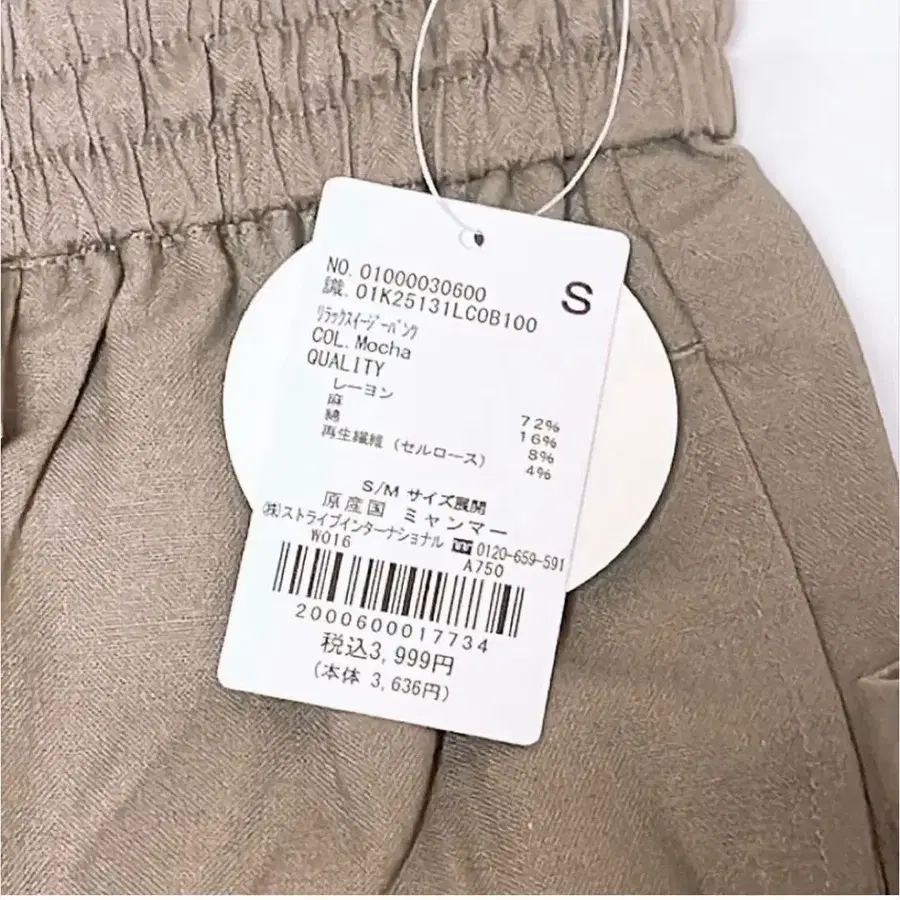 NO. 01000030600
S
識. 01K25131LC0B100
ﾘﾗｯｸｽｲｰｼﾞｰﾊﾟﾝﾂ
COL. Mocha
QUALITY
レーヨン 72%
麻 16%
綿 8%
再生繊維（セルロース） 4%
S/M サイズ展開
原産国 ミャンマー
㈱ストライプインターナショナル ☎0120-659-591
W016 A750
2000600017734
税込3,999円
(本体 3,636円)